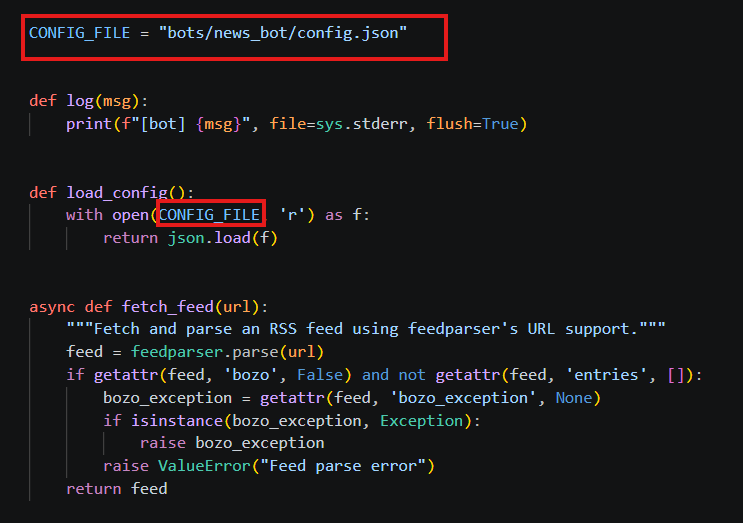 CONFIG_FILE = "bots/news_bot/config.json"
def log(msg):
print(f"[bot] {msg}", file=sys.stderr, flush=True)
def load_config():
with open(CONFIG_FILE, 'r') as f:
return json.load(f)
async def fetch_feed(url):
"""Fetch and parse an RSS feed using feedparser's URL support."""
feed = feedparser.parse(url)
if getattr(feed, 'bozo', False) and not getattr(feed, 'entries', []):
bozo_exception = getattr(feed, 'bozo_exception', None)
if isinstance(bozo_exception, Exception):
raise bozo_exception
raise ValueError("Feed parse error")
return feed